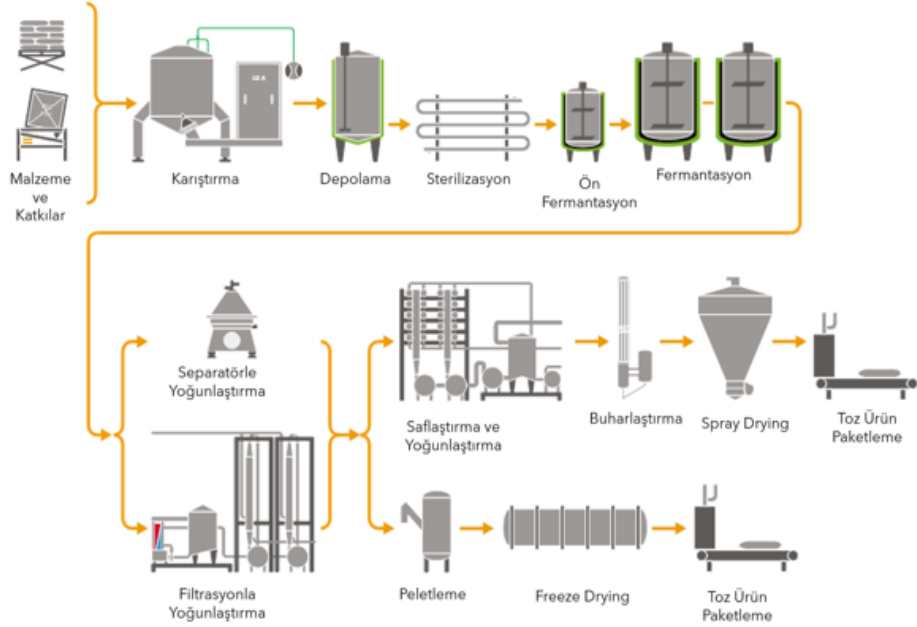 GEA
Malzeme
ve
Katkılar
Karıştırma
Depolama
Sterilizasyon
Ön
Fermantasyon
Fermantasyon
Separatörle
Yoğunlaştırma
Saflaştırma ve
Yoğunlaştırma
Buharlaştırma
Spray Drying
Toz Ürün
Paketleme
Filtrasyonla
Yoğunlaştırma
Peletleme
Freeze Drying
Toz Ürün
Paketleme